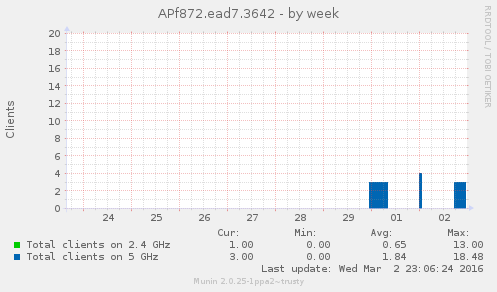 APf872.ead7.3642 - by week
RRDTOOL / TOBI OETIKER
Clients
20
18
16
14
12
10
8
6
4
2
0
24 25 26 27 28 29 01 02
Cur: Min: Avg: Max:
Total clients on 2.4 GHz 1.00 0.00 0.65 13.00
Total clients on 5 GHz 3.00 0.00 1.84 18.48
Last update: Wed Mar 2 23:06:24 2016
Munin 2.0.25-1ppa2~trusty